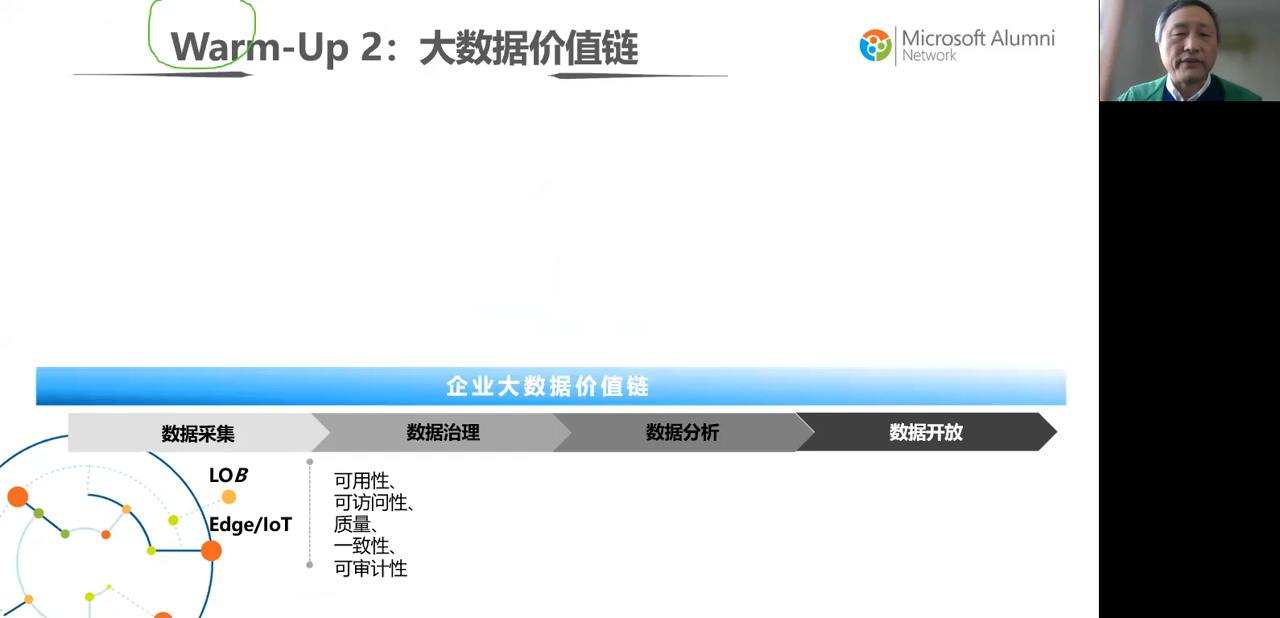 Warm-Up 2：大数据价值链
Microsoft Alumni
Network
企业大数据价值链
数据采集
数据治理
数据分析
数据开放
LOB
Edge/IoT
可用性、
可访问性、
质量、
一致性、
可审计性